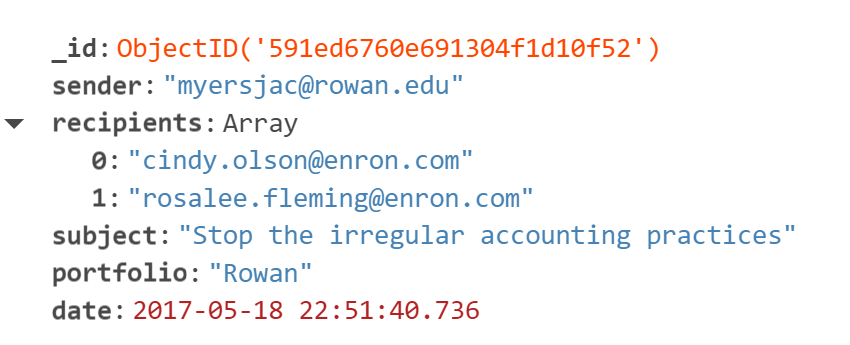 _id: ObjectID('591ed6760e691304f1d10f52')
sender: "myersjac@rowan.edu"
recipients: Array
0: "cindy.olson@enron.com"
1: "rosalee.fleming@enron.com"
subject: "Stop the irregular accounting practices"
portfolio: "Rowan"
date: 2017-05-18 22:51:40.736